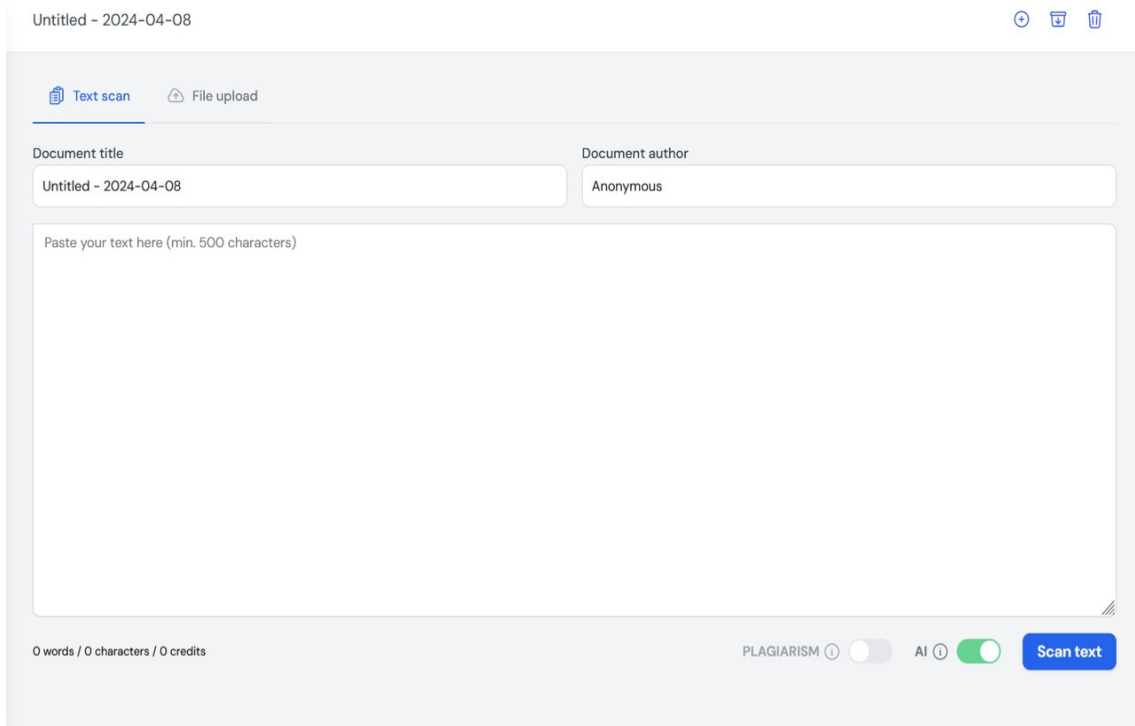 Untitled - 2024-04-08
Text scan File upload
Document title Document author
Untitled - 2024-04-08 Anonymous
Paste your text here (min. 500 characters)
0 words / 0 characters / 0 credits PLAGIARISM AI Scan text